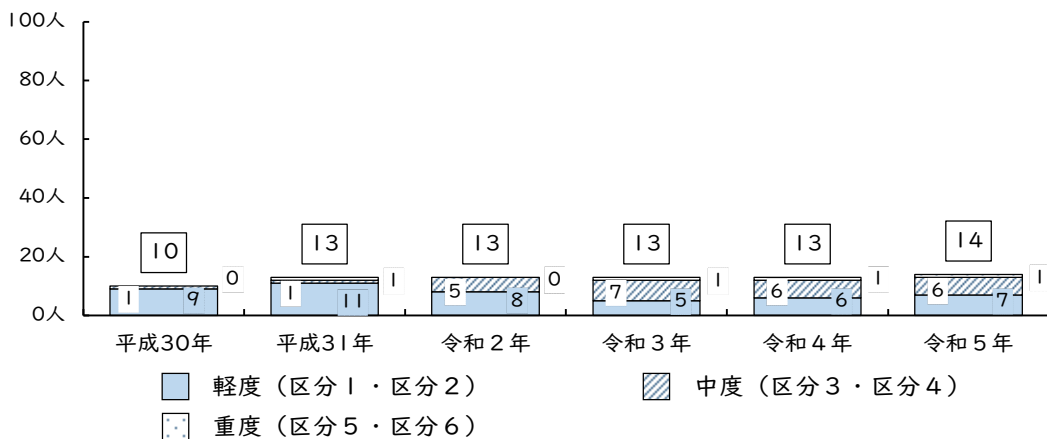 100人
80人
60人
40人
20人
0人
10 13 13 13 13 14
0 1 0 1 1 1
1 1 5 7 6 6
9 11 8 5 6 7
平成30年 平成31年 令和2年 令和3年 令和4年 令和5年
軽度（区分1・区分2） 中度（区分3・区分4）
重度（区分5・区分6）